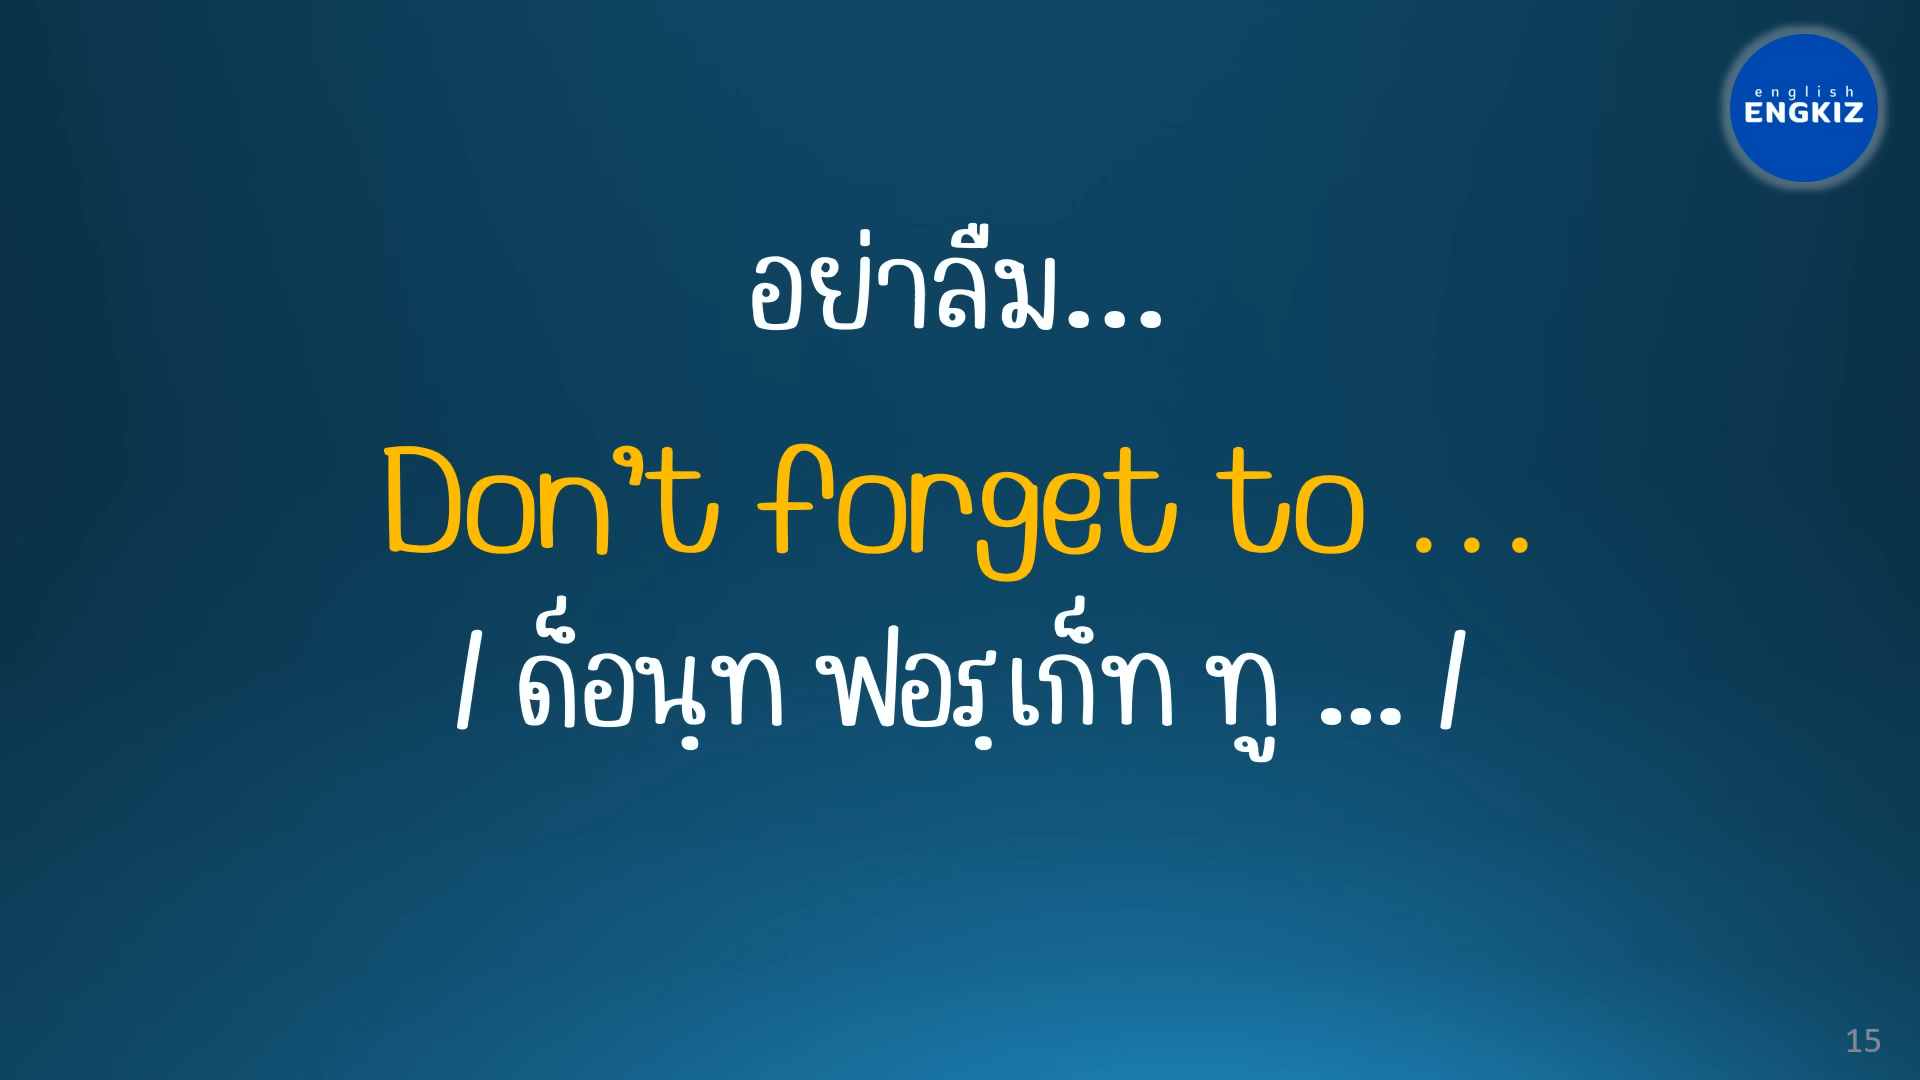 english
ENGKIZ
อย่าลืม...
Don't forget to ...
/ ด็อนฺท ฟอรฺเก็ท ทู ... /
15